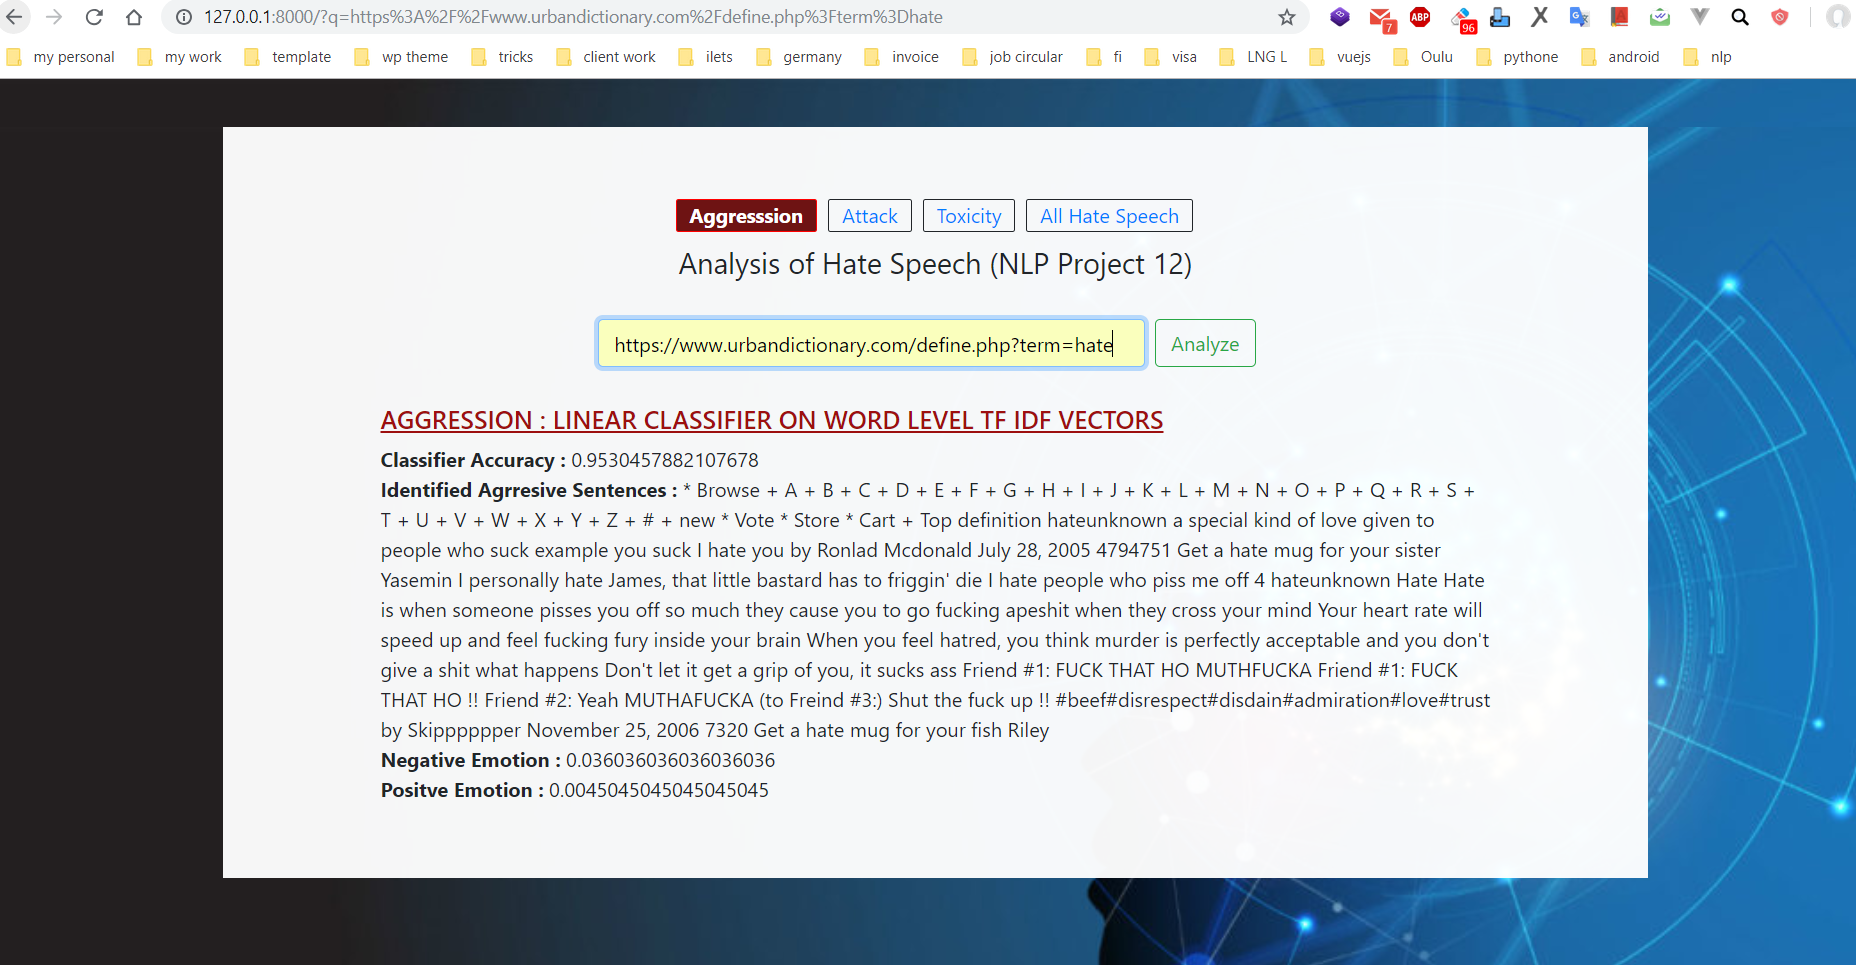 127.0.0.1:8000/?q=https%3A%2F%2Fwww.urbandictionary.com%2Fdefine.php%3Fterm%3Dhate
7
ABP
96
my personal my work template wp theme tricks client work ilets germany invoice job circular fi visa LNG L vuejs Oulu pythone android nlp
Aggresssion Attack Toxicity All Hate Speech
Analysis of Hate Speech (NLP Project 12)
https://www.urbandictionary.com/define.php?term=hate Analyze
AGGRESSION : LINEAR CLASSIFIER ON WORD LEVEL TF IDF VECTORS
Classifier Accuracy : 0.9530457882107678
Identified Agrresive Sentences : * Browse + A + B + C + D + E + F + G + H + I + J + K + L + M + N + O + P + Q + R + S +
T + U + V + W + X + Y + Z + # + new * Vote * Store * Cart + Top definition hateunknown a special kind of love given to
people who suck example you suck I hate you by Ronlad Mcdonald July 28, 2005 4794751 Get a hate mug for your sister
Yasemin I personally hate James, that little bastard has to friggin' die I hate people who piss me off 4 hateunknown Hate Hate
is when someone pisses you off so much they cause you to go fucking apeshit when they cross your mind Your heart rate will
speed up and feel fucking fury inside your brain When you feel hatred, you think murder is perfectly acceptable and you don't
give a shit what happens Don't let it get a grip of you, it sucks ass Friend #1: FUCK THAT HO MUTHFUCKA Friend #1: FUCK
THAT HO !! Friend #2: Yeah MUTHAFUCKA (to Freind #3:) Shut the fuck up !! #beef#disrespect#disdain#admiration#love#trust
by Skipppppper November 25, 2006 7320 Get a hate mug for your fish Riley
Negative Emotion : 0.036036036036036036
Positve Emotion : 0.0045045045045045045